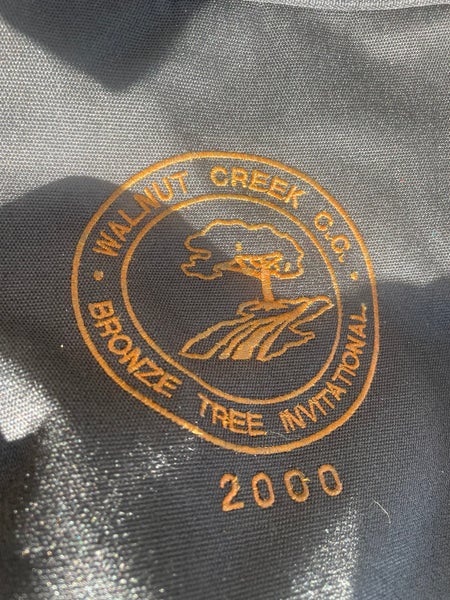 WALNUT CREEK C.C.
BRONZE TREE INVITATIONAL
2000